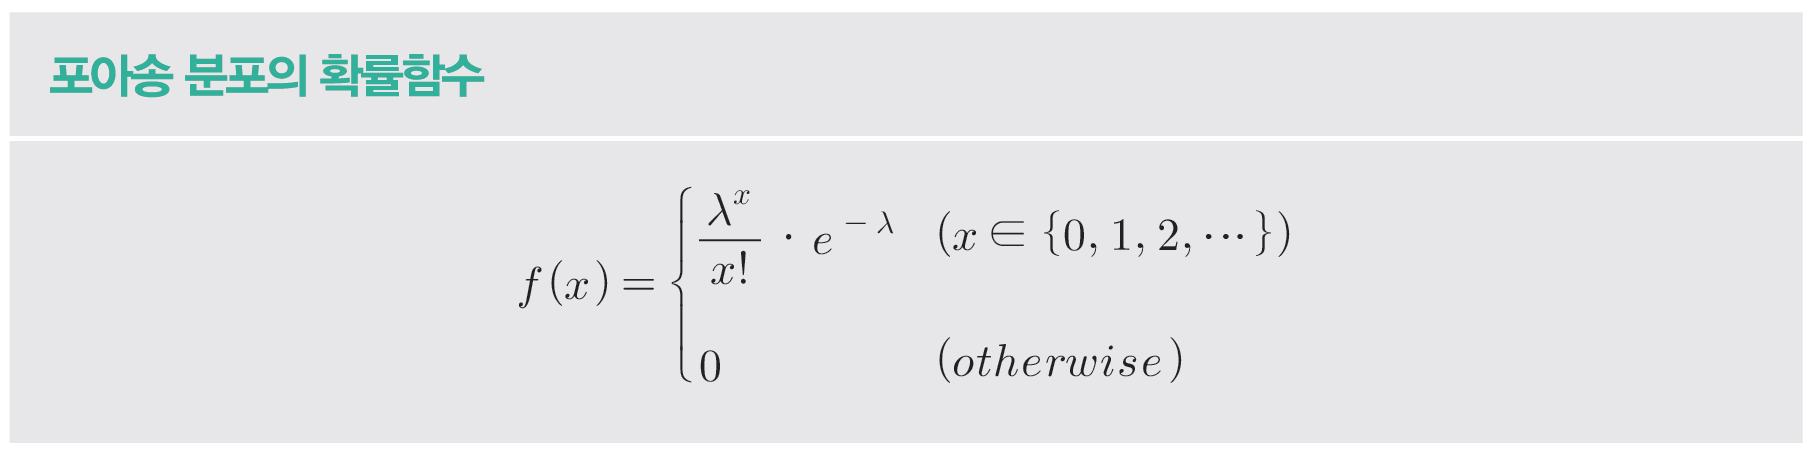 포아송 분포의 확률함수
f(x) = { λ^x / x! · e^{-λ} (x ∈ {0, 1, 2, ⋯})
0 (otherwise)